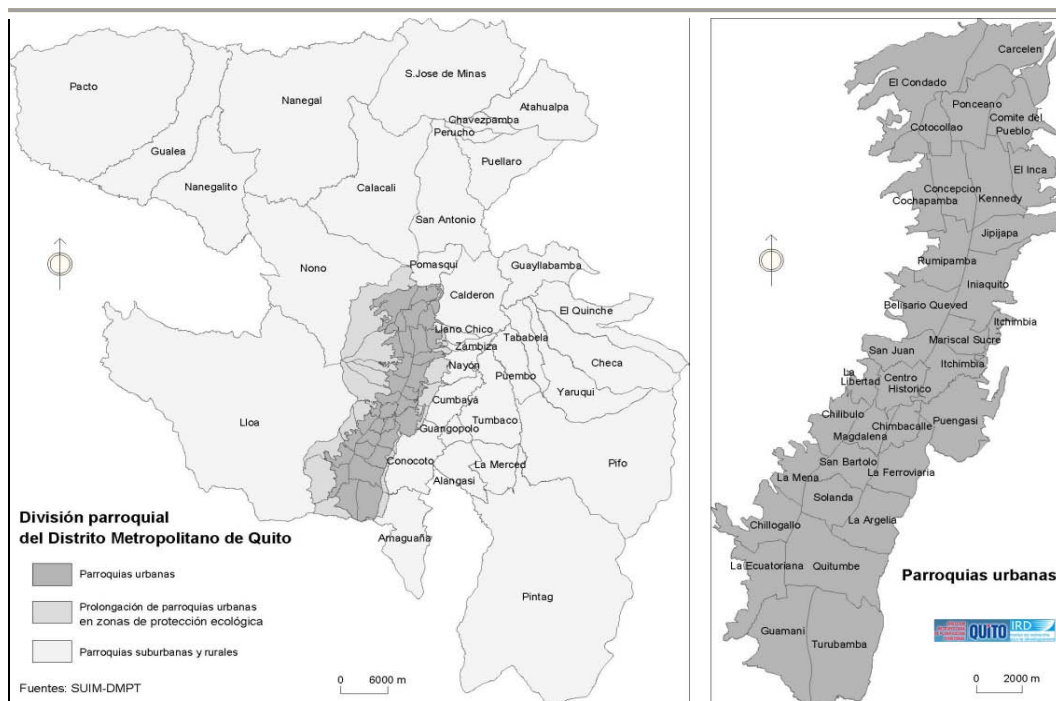 Pacto
Nanegal
S.Jose de Minas
Atahualpa
Chavezpamba
Perucho
Gualea
Puellaro
Nanegalito
Calacali
San Antonio
Nono
Pomasqui
Guayllabamba
Calderon
El Quinche
Llano Chico
Tababela
Zambiza
Checa
Nayón
Puembo
Yaruqui
Cumbayá
Lloa
Tumbaco
Guangopolo
Conocoto
La Merced
Pifo
Alangasi
Amaguaña
Pintag
División parroquial
del Distrito Metropolitano de Quito
Parroquias urbanas
Prolongación de parroquias urbanas
en zonas de protección ecológica
Parroquias suburbanas y rurales
Fuentes: SUIM-DMPT
0 6000 m
Carcelen
El Condado
Ponceano
Comite del
Pueblo
Cotocollao
El Inca
Concepcion
Cochapamba
Kennedy
Jipijapa
Rumipamba
Iniaquito
Belisario Queved
Itchimbia
Mariscal Sucre
San Juan
Itchimbia
La
Libertad
Centro
Historico
Chilibulo
Puengasi
Chimbacalle
Magdalena
San Bartolo
La Ferroviaria
La Mena
Solanda
La Argelia
Chillogallo
La Ecuatoriana
Quitumbe
Parroquias urbanas
Guamani
Turubamba
QUITO
IRD
0 2000 m